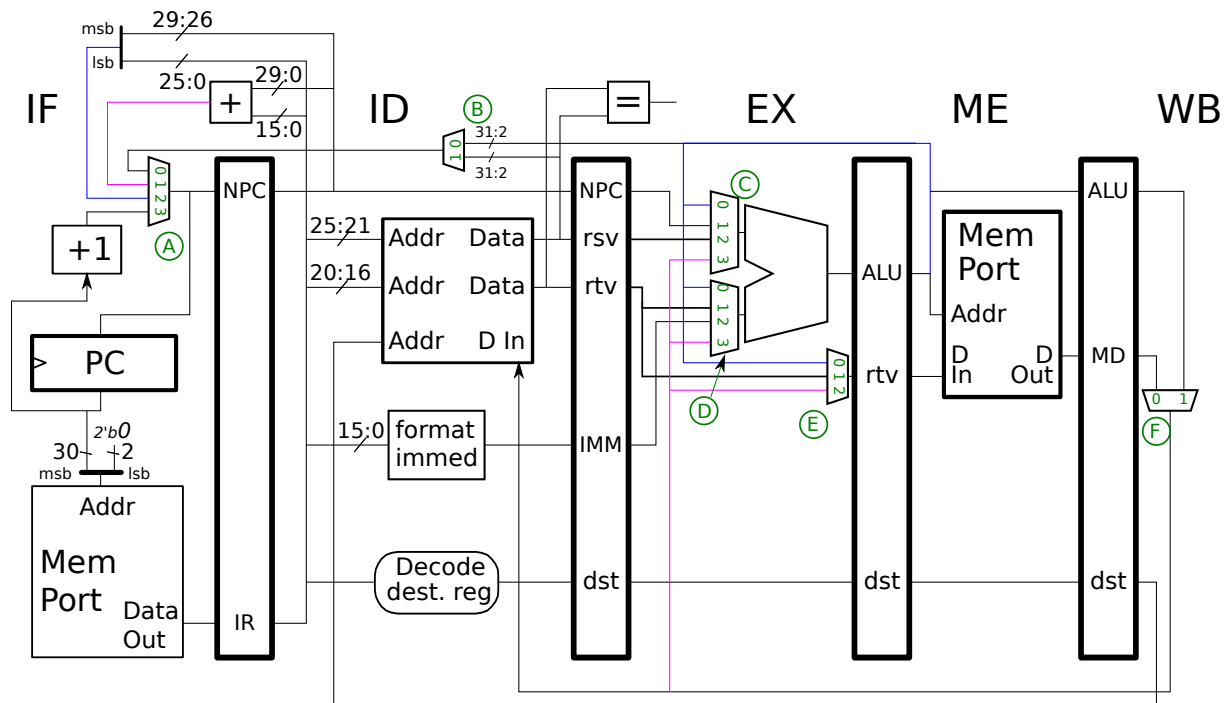 29:26
msb
lsb
25:0
29:0
+
15:0
IF
ID
B
=
EX
ME
WB
31:2
0 1
31:2
0 1 2 3
A
+1
NPC
NPC
C
ALU
ALU
25:21
Addr
Data
rsv
0
1
2
3
Mem
Port
20:16
Addr
Data
rtv
0
1
2
3
Addr
D In
Addr
PC
D
In
D
Out
MD
0 1 2
rtv
D
E
0 1
F
2'b0
30
2
msb
lsb
15:0
format
immed
IMM
Addr
Mem
Port
Data
Out
IR
Decode
dest. reg
dst
dst
dst